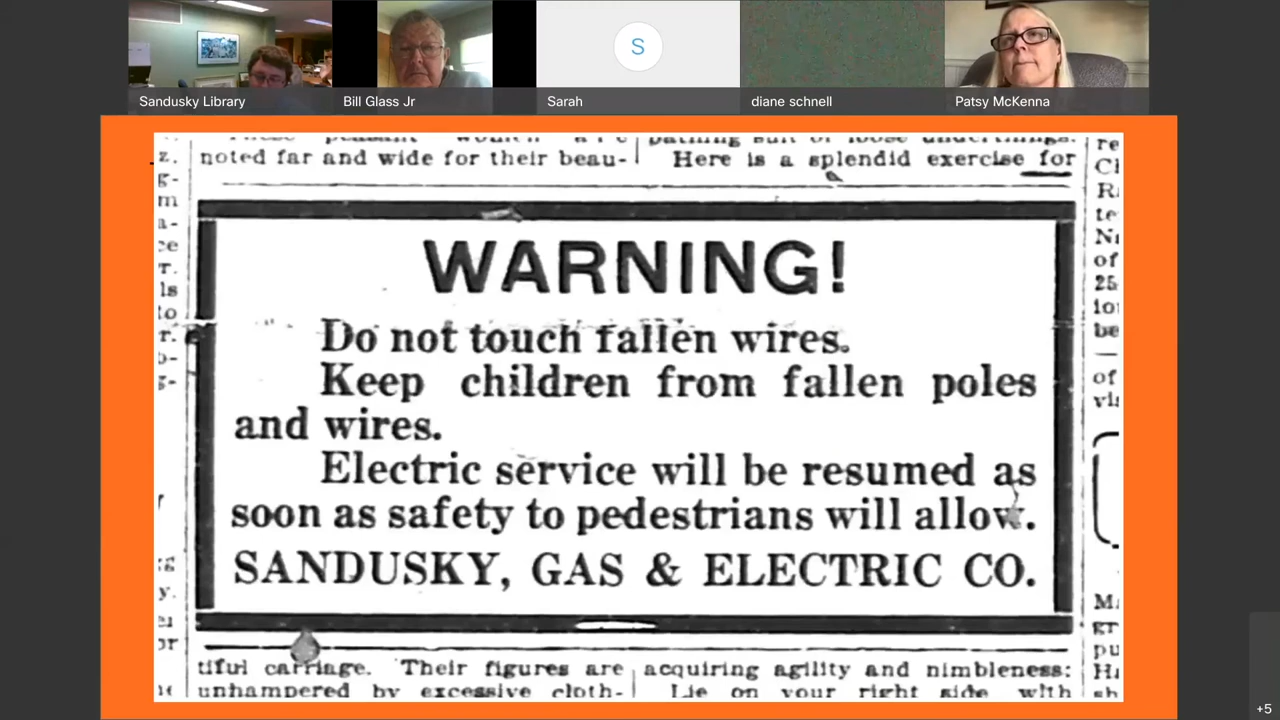 S
Sandusky Library
Bill Glass Jr
Sarah
diane schnell
Patsy McKenna
noted far and wide for their beau-
Here is a splendid exercise for
WARNING!
Do not touch fallen wires.
Keep children from fallen poles
and wires.
Electric service will be resumed as
soon as safety to pedestrians will allow.
SANDUSKY, GAS & ELECTRIC CO.
tiful carriage. Their figures are
unhampered by excessive cloth-
acquiring agility and nimbleness:
Lie on your right side with
+5